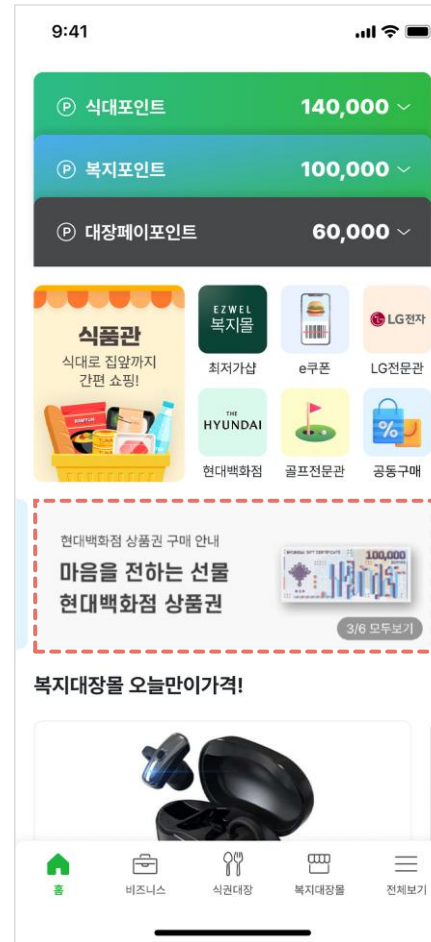 9:41
P 식대포인트 140,000
P 복지포인트 100,000
P 대장페이포인트 60,000
식품관
식대로 집앞까지
간편 쇼핑!
EZWEL
복지몰
최저가샵
e쿠폰
LG전자
LG전문관
THE
HYUNDAI
현대백화점
골프전문관
%
공동구매
현대백화점 상품권 구매 안내
마음을 전하는 선물
현대백화점 상품권
100,000
3/6 모두보기
복지대장몰 오늘만이가격!
홈
비즈니스
식권대장
복지대장몰
전체보기